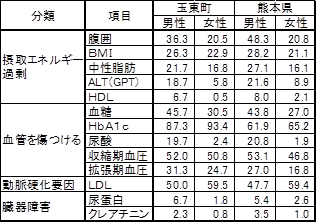 分類 項目 玉東町 熊本県
男性 女性 男性 女性
摂取エネルギー過剰 腹囲 36.3 20.5 48.3 20.8
BMI 26.3 22.9 28.2 21.1
中性脂肪 21.7 16.8 27.1 16.1
ALT(GPT) 18.7 5.8 21.6 8.9
HDL 6.7 0.5 8.0 2.1
血管を傷つける 血糖 45.7 30.5 43.8 27.0
HbA1c 87.3 93.4 61.9 65.2
尿酸 19.7 2.4 20.8 1.9
収縮期血圧 52.0 50.8 53.1 46.8
拡張期血圧 31.3 24.7 27.0 16.8
動脈硬化要因 LDL 50.0 59.5 47.7 59.4
臓器障害 尿蛋白 6.7 1.8 5.4 2.6
クレアチニン 2.3 0.8 3.5 1.0